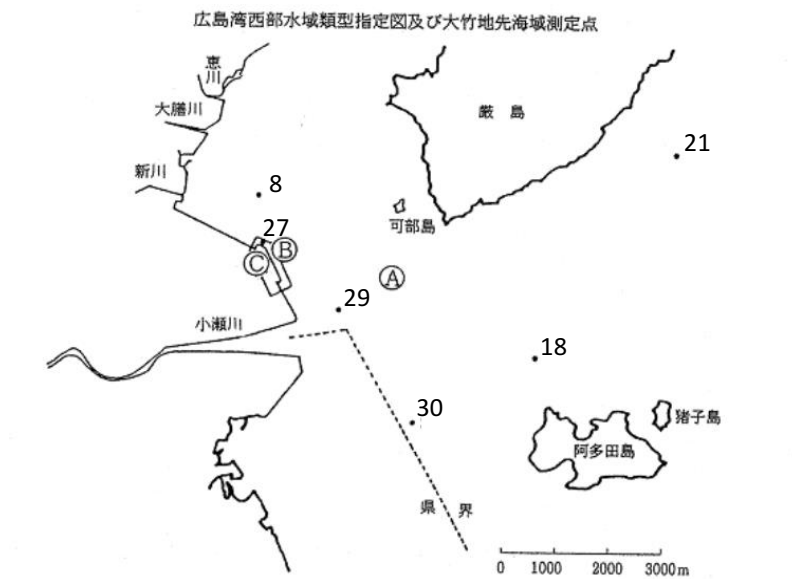 広島湾西部水域類型指定図及び大竹地先海域測定点
恵川
大膳川
厳島
21
新川
8
可部島
27
B
C
A
29
小瀬川
18
30
猪子島
阿多田島
県界
0 1000 2000 3000m